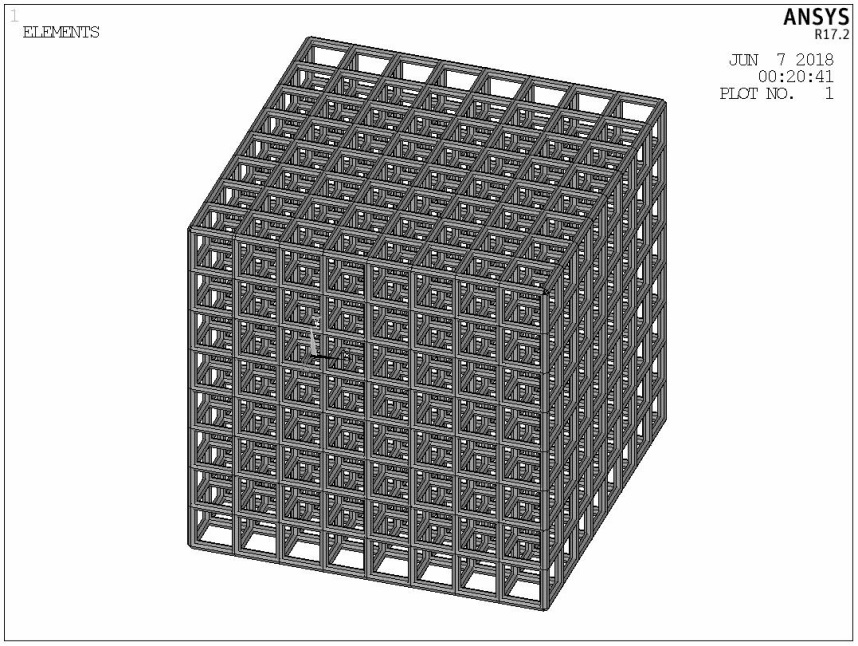 1
ELEMENTS
ANSYS
R17.2
JUN 7 2018
00:20:41
PLOT NO. 1